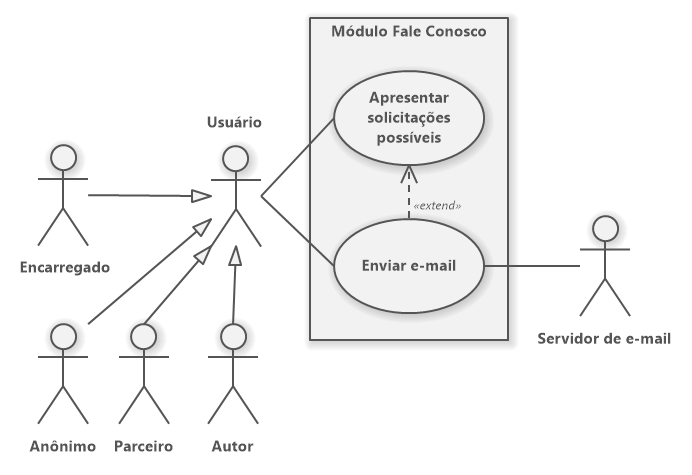 Módulo Fale Conosco
Apresentar
solicitações
possíveis
Usuário
«extend»
Encarregado
Enviar e-mail
Servidor de e-mail
Anônimo
Parceiro
Autor